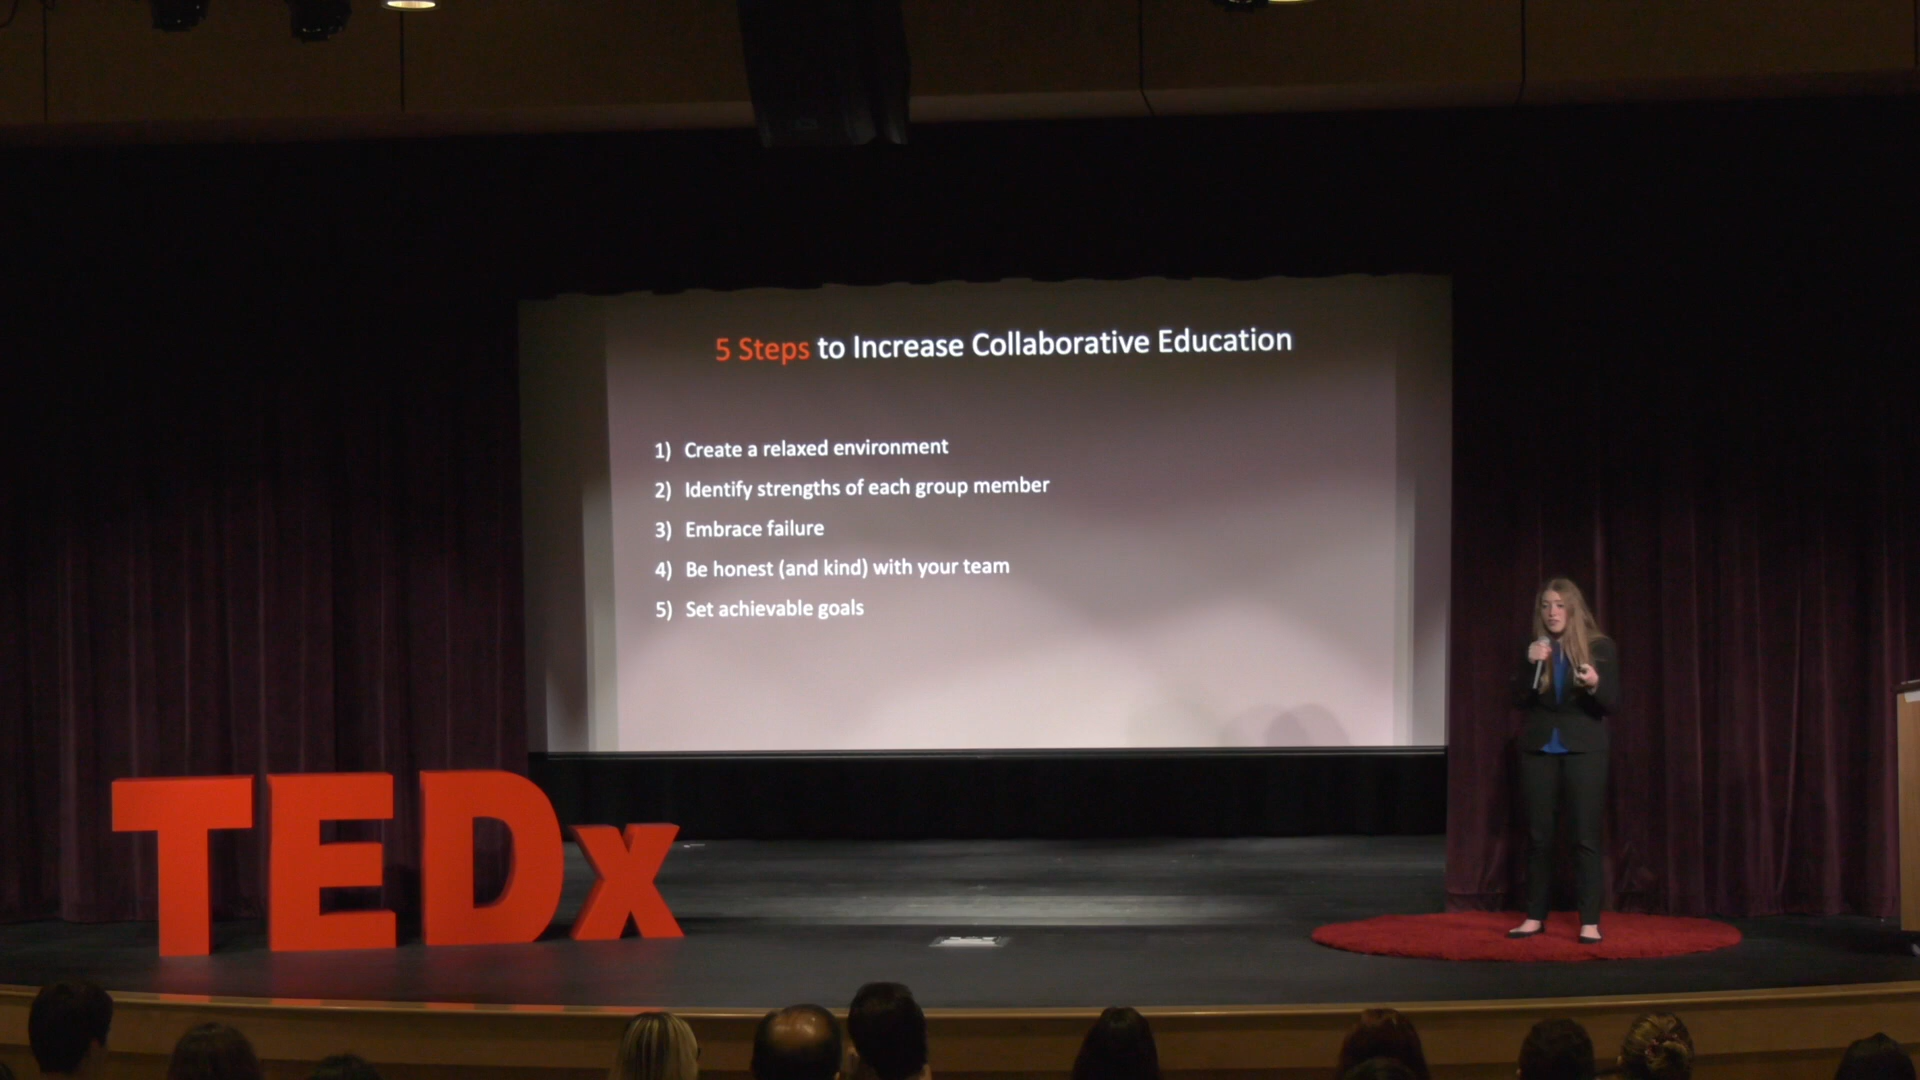 5 Steps to Increase Collaborative Education
1) Create a relaxed environment
2) Identify strengths of each group member
3) Embrace failure
4) Be honest (and kind) with your team
5) Set achievable goals
TEDx